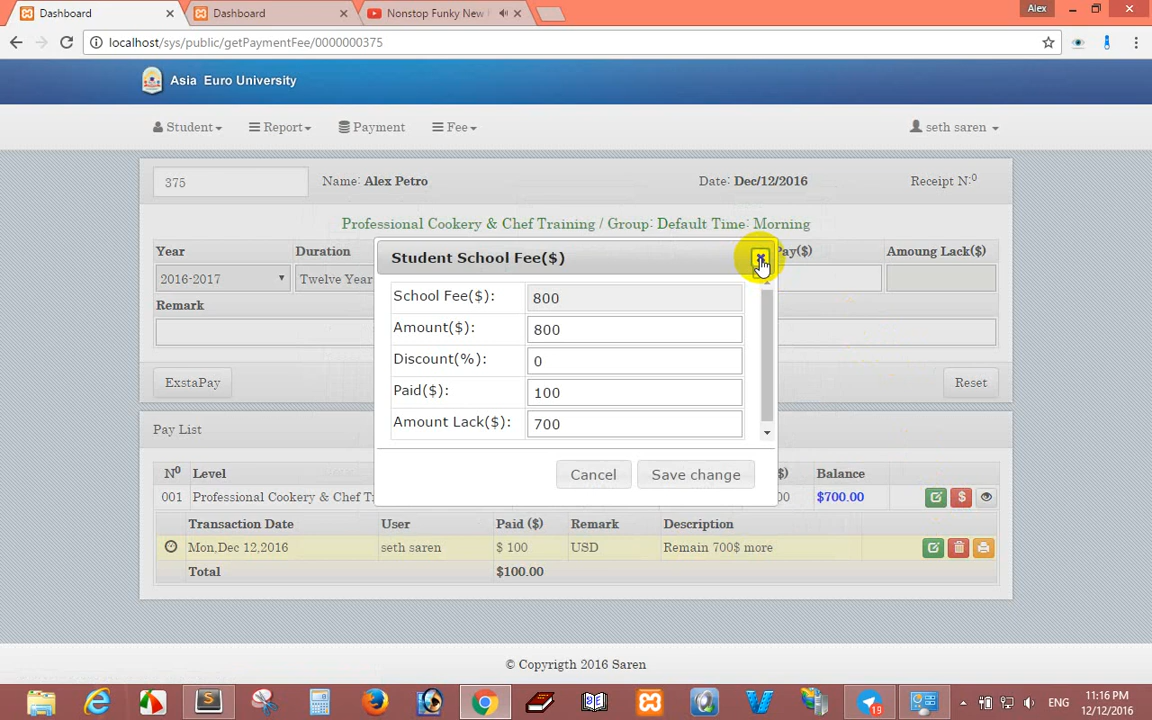 Dashboard Dashboard Nonstop Funky New Alex
localhost/sys/public/getPaymentFee/0000000375
Asia Euro University
Student Report Payment Fee seth saren
375 Name: Alex Petro Date: Dec/12/2016 Receipt N:0
Professional Cookery & Chef Training / Group: Default Time: Morning
Year Duration Pay($) Amoung Lack($)
2016-2017 Twelve Year
Remark
ExstaPay Reset
Student School Fee($)
School Fee($): 800
Amount($): 800
Discount(%): 0
Paid($): 100
Amount Lack($): 700
Cancel Save change
Pay List
N0 Level $) Balance
001 Professional Cookery & Chef T 00 $700.00 $
Transaction Date User Paid ($) Remark Description
Mon,Dec 12,2016 seth saren $ 100 USD Remain 700$ more
Total $100.00
© Copyrigth 2016 Saren
19 ENG 11:16 PM
12/12/2016